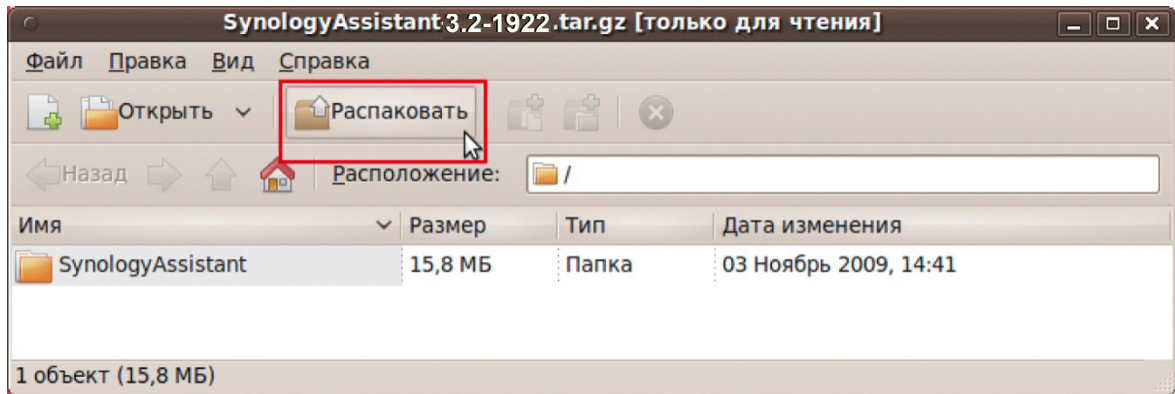 SynologyAssistant-3.2-1922.tar.gz [только для чтения]
Файл Правка Вид Справка
Открыть Распаковать
Назад Расположение: /
Имя Размер Тип Дата изменения
SynologyAssistant 15,8 МБ Папка 03 Ноябрь 2009, 14:41
1 объект (15,8 МБ)